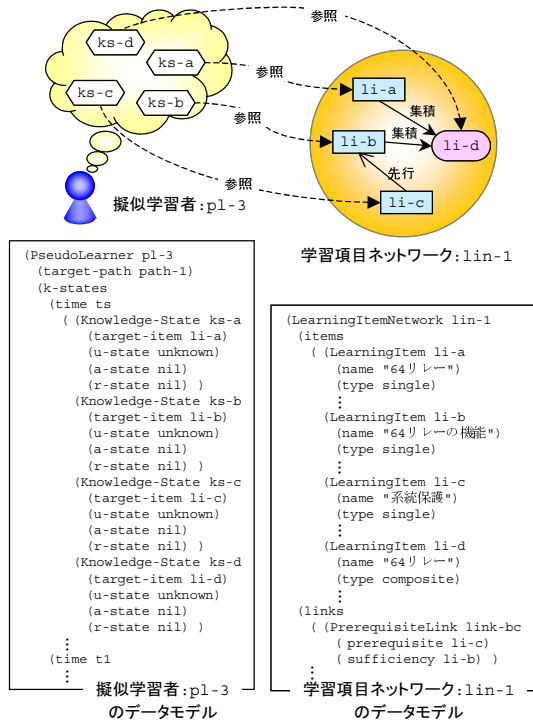 参照
ks-d
ks-a
参照
ks-c
ks-b
参照
li-a
集積
li-b
集積
li-d
先行
参照
li-c
擬似学習者:pl-3
学習項目ネットワーク:lin-1
(PseudoLearner pl-3
(target-path path-1)
(k-states
(time ts
( (Knowledge-State ks-a
(target-item li-a)
(u-state unknown)
(a-state nil)
(r-state nil) )
(Knowledge-State ks-b
(target-item li-b)
(u-state unknown)
(a-state nil)
(r-state nil) )
(Knowledge-State ks-c
(target-item li-c)
(u-state unknown)
(a-state nil)
(r-state nil) )
(Knowledge-State ks-d
(target-item li-d)
(u-state unknown)
(a-state nil)
(r-state nil) )
⋮
(time t1
⋮
擬似学習者:pl-3
のデータモデル
(LearningItemNetwork lin-1
(items
( (LearningItem li-a
(name "64リレー")
(type single)
⋮
(LearningItem li-b
(name "64リレーの機能")
(type single)
⋮
(LearningItem li-c
(name "系統保護")
(type single)
⋮
(LearningItem li-d
(name "64リレー")
(type composite)
⋮
(links
( (PrerequisiteLink link-bc
( prerequisite li-c)
( sufficiency li-b) )
⋮
学習項目ネットワーク:lin-1
のデータモデル